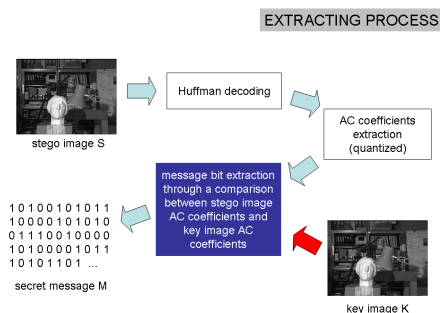 EXTRACTING PROCESS
Huffman decoding
stego image S
AC coefficients
extraction
(quantized)
message bit extraction
through a comparison
between stego image
AC coefficients and
key image AC
coefficients
1 0 1 0 0 1 0 1 0 1 1
1 0 0 0 0 1 0 1 0 1 0
0 1 1 1 0 0 1 0 0 0 0
1 0 1 0 0 0 0 1 0 1 1
1 0 1 0 1 1 0 1 ...
secret message M
key image K